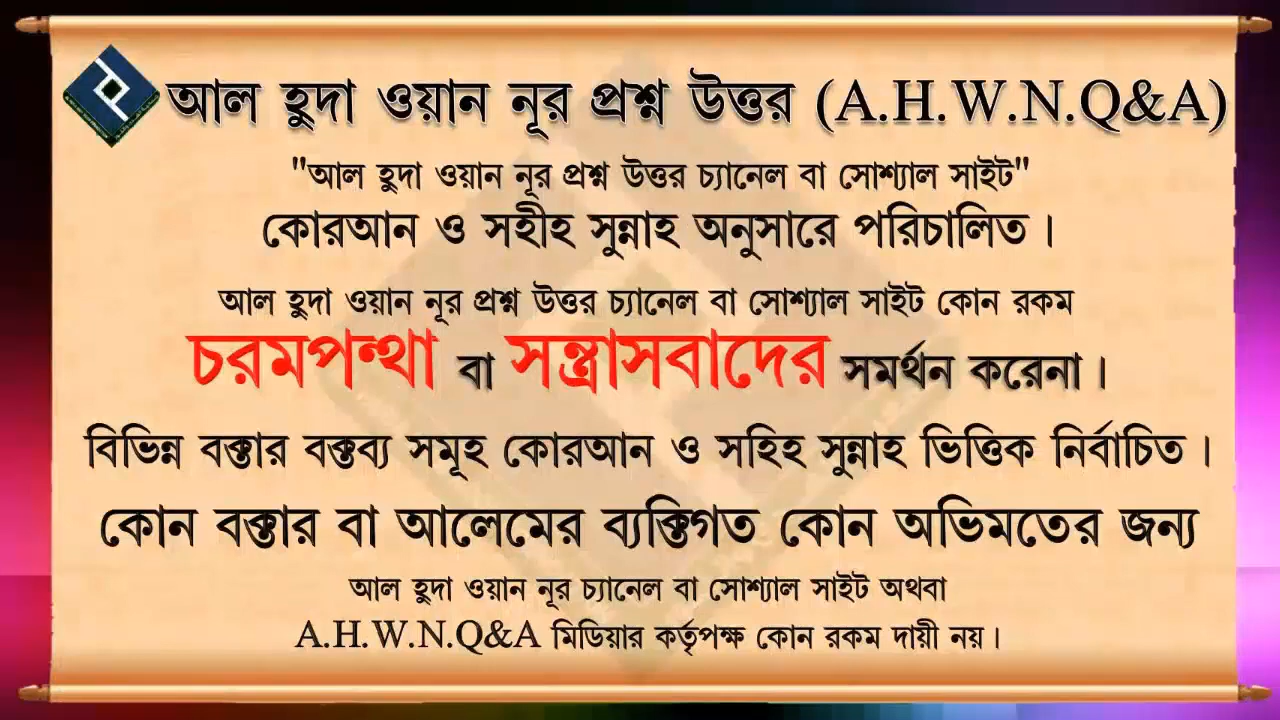 আল হুদা ওয়ান নূর প্রশ্ন উত্তর (A.H.W.N.Q&A)
"আল হুদা ওয়ান নূর প্রশ্ন উত্তর চ্যানেল বা সোশ্যাল সাইট"
কোরআন ও সহীহ সুন্নাহ অনুসারে পরিচালিত।
আল হুদা ওয়ান নূর প্রশ্ন উত্তর চ্যানেল বা সোশ্যাল সাইট কোন রকম
চরমপন্থা বা সন্ত্রাসবাদের সমর্থন করেনা।
বিভিন্ন বক্তার বক্তব্য সমূহ কোরআন ও সহিহ সুন্নাহ ভিত্তিক নির্বাচিত।
কোন বক্তার বা আলেমের ব্যক্তিগত কোন অভিমতের জন্য
আল হুদা ওয়ান নূর চ্যানেল বা সোশ্যাল সাইট অথবা
A.H.W.N.Q&A মিডিয়ার কর্তৃপক্ষ কোন রকম দায়ী নয়।